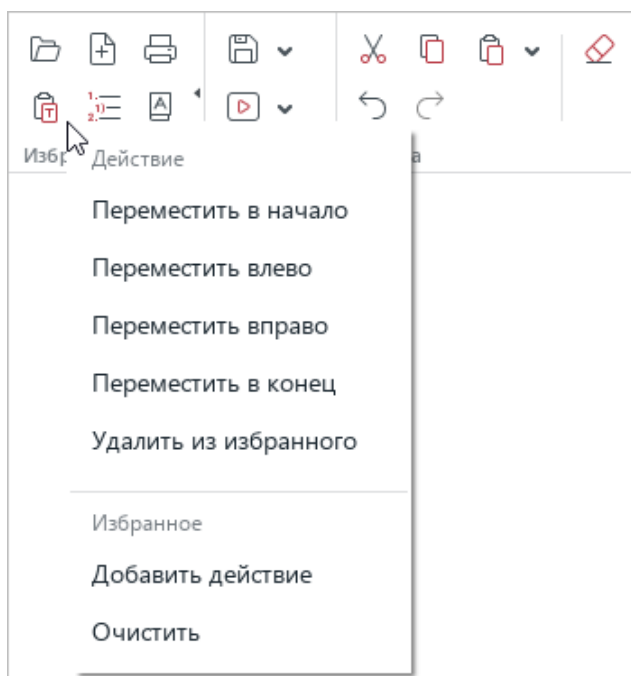 Действие
Переместить в начало
Переместить влево
Переместить вправо
Переместить в конец
Удалить из избранного
Избранное
Добавить действие
Очистить